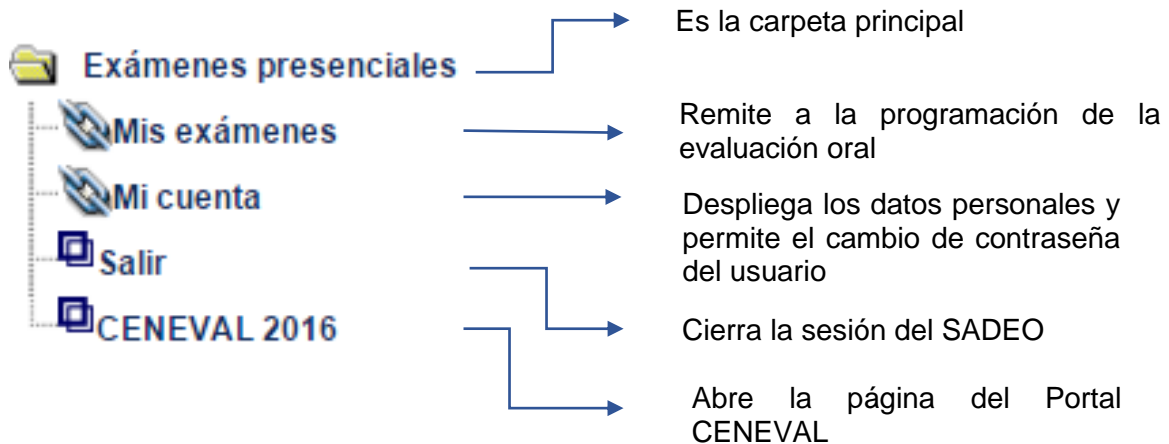 Es la carpeta principal
Exámenes presenciales
Mis exámenes
Remite a la programación de la
evaluación oral
Mi cuenta
Despliega los datos personales y
permite el cambio de contraseña
del usuario
Salir
Cierra la sesión del SADEO
CENEVAL 2016
Abre la página del Portal
CENEVAL